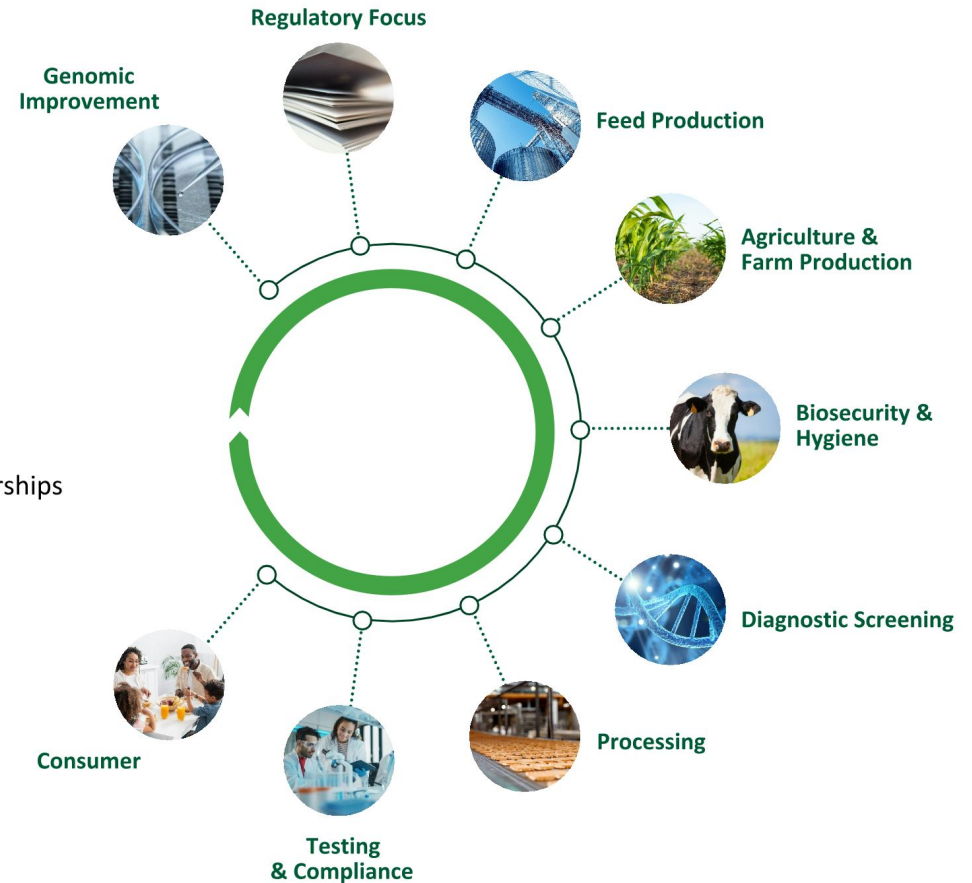 Regulatory Focus
Genomic
Improvement
Feed Production
Agriculture &
Farm Production
Biosecurity &
Hygiene
rships
Diagnostic Screening
Processing
Consumer
Testing
& Compliance